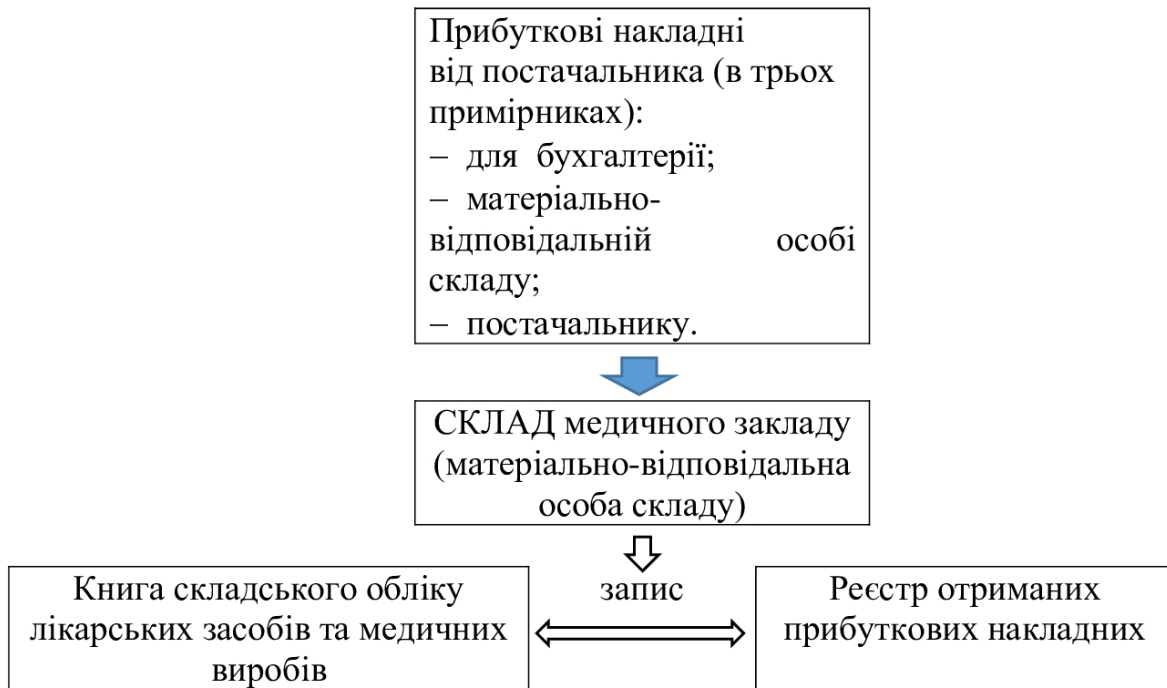 Прибуткові накладні
від постачальника (в трьох
примірниках):
– для бухгалтерії;
– матеріально-
відповідальній особі
складу;
– постачальнику.
СКЛАД медичного закладу
(матеріально-відповідальна
особа складу)
запис
Книга складського обліку
лікарських засобів та медичних
виробів
Реєстр отриманих
прибуткових накладних